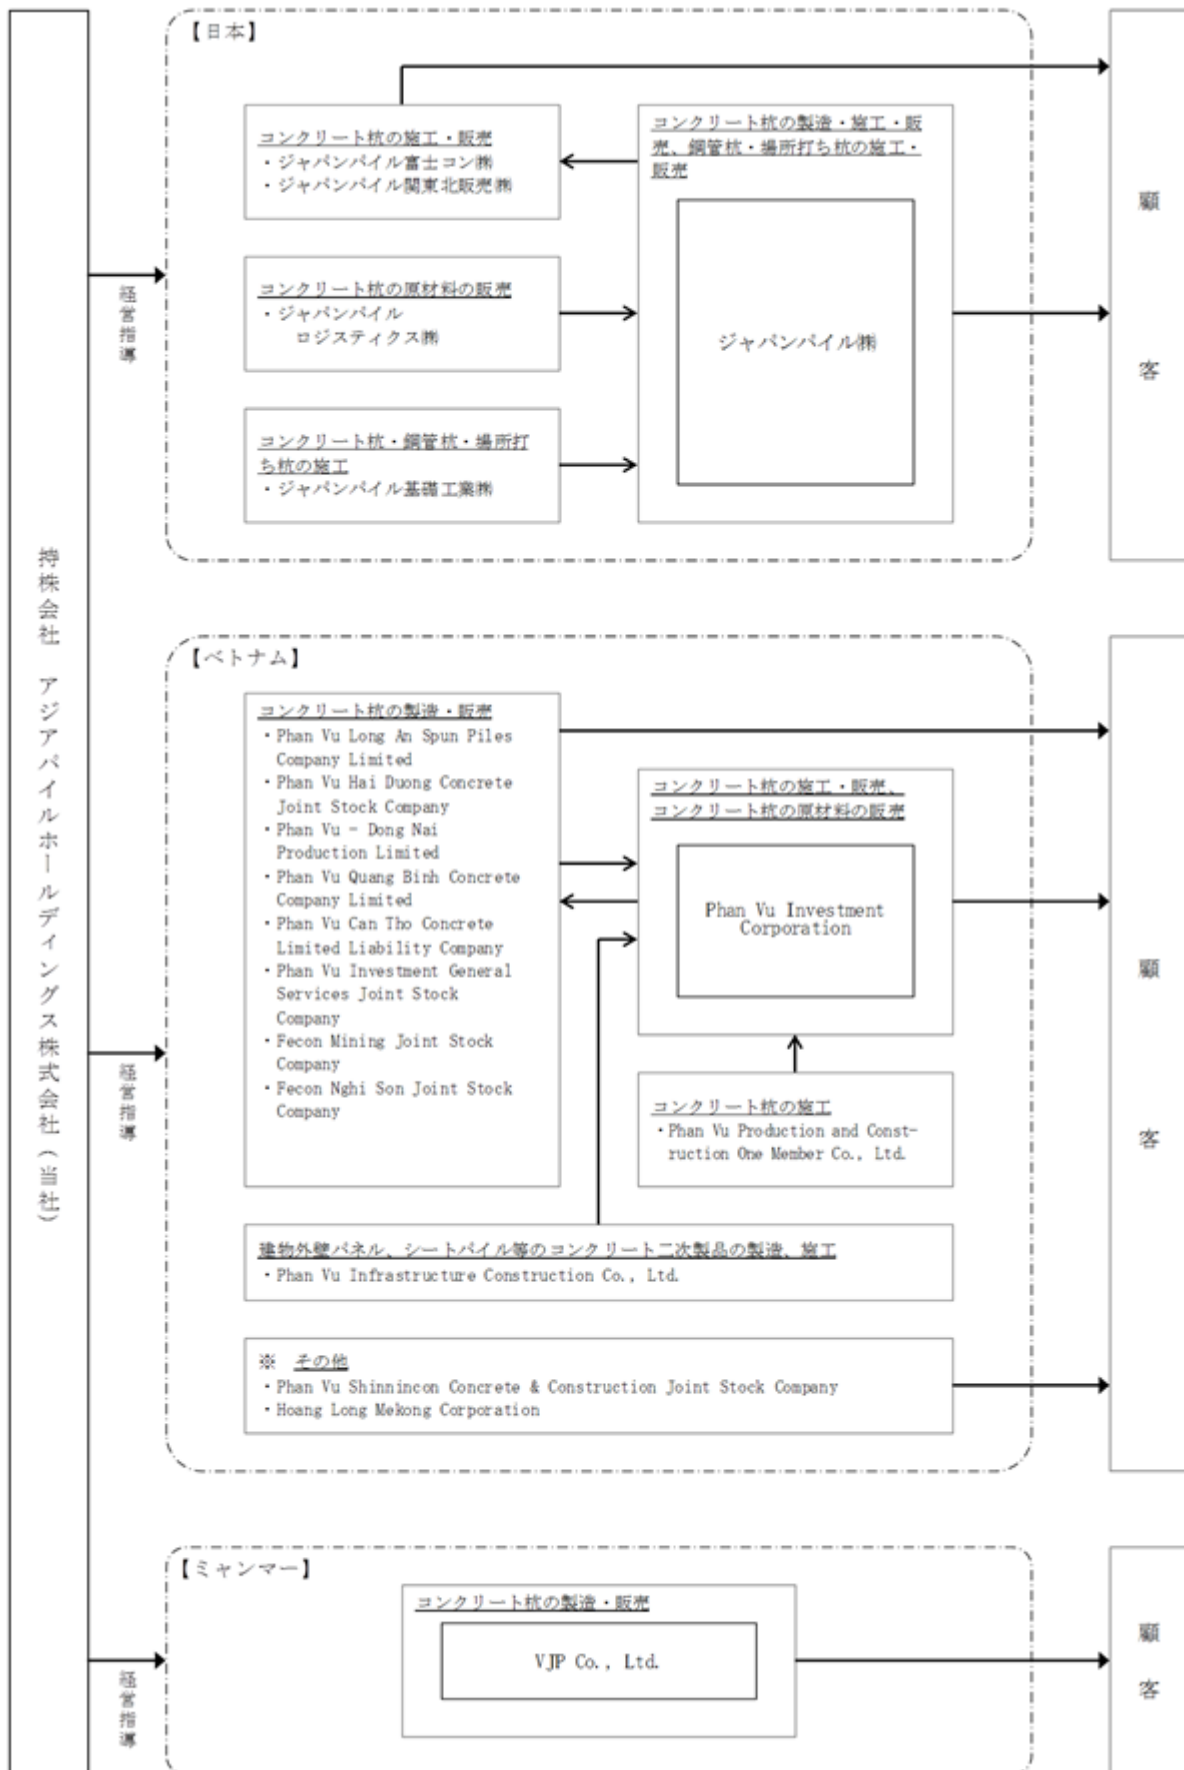 持株会社 アジアパイルホールディングス株式会社(当社)
【日本】
コンクリート杭の施工・販売
・ジャパンパイル富士コン㈱
・ジャパンパイル関東北販売㈱
コンクリート杭の製造・施工・販
売、鋼管杭・場所打ち杭の施工・
販売
ジャパンパイル㈱
コンクリート杭の原材料の販売
・ジャパンパイル
ロジスティクス㈱
コンクリート杭・鋼管杭・場所打
ち杭の施工
・ジャパンパイル基礎工業㈱
経営指導
顧客
【ベトナム】
コンクリート杭の製造・販売
・Phan Vu Long An Spun Piles
Company Limited
・Phan Vu Hai Duong Concrete
Joint Stock Company
・Phan Vu - Dong Nai
Production Limited
・Phan Vu Quang Binh Concrete
Company Limited
・Phan Vu Can Tho Concrete
Limited Liability Company
・Phan Vu Investment General
Services Joint Stock
Company
・Fecon Mining Joint Stock
Company
・Fecon Nghi Son Joint Stock
Company
コンクリート杭の施工・販売、
コンクリート杭の原材料の販売
Phan Vu Investment
Corporation
コンクリート杭の施工
・Phan Vu Production and Const-
ruction One Member Co., Ltd.
建物外壁パネル、シートパイル等のコンクリート二次製品の製造、施工
・Phan Vu Infrastructure Construction Co., Ltd.
※ その他
・Phan Vu Shinnincon Concrete & Construction Joint Stock Company
・Hoang Long Mekong Corporation
経営指導
顧客
【ミャンマー】
コンクリート杭の製造・販売
VJP Co., Ltd.
経営指導
顧客